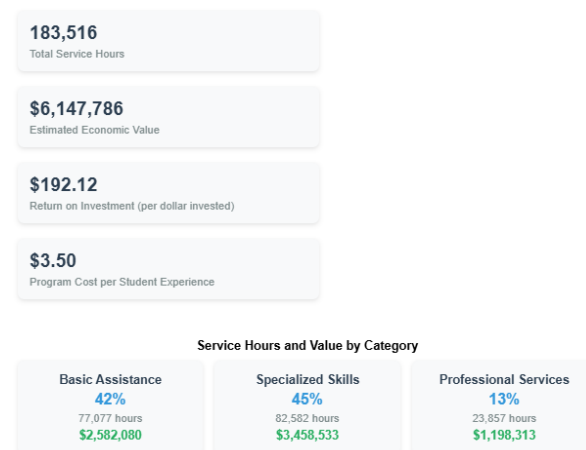 183,516
Total Service Hours
$6,147,786
Estimated Economic Value
$192.12
Return on Investment (per dollar invested)
$3.50
Program Cost per Student Experience
Service Hours and Value by Category
Basic Assistance
42%
77,077 hours
$2,582,080
Specialized Skills
45%
82,582 hours
$3,458,533
Professional Services
13%
23,857 hours
$1,198,313